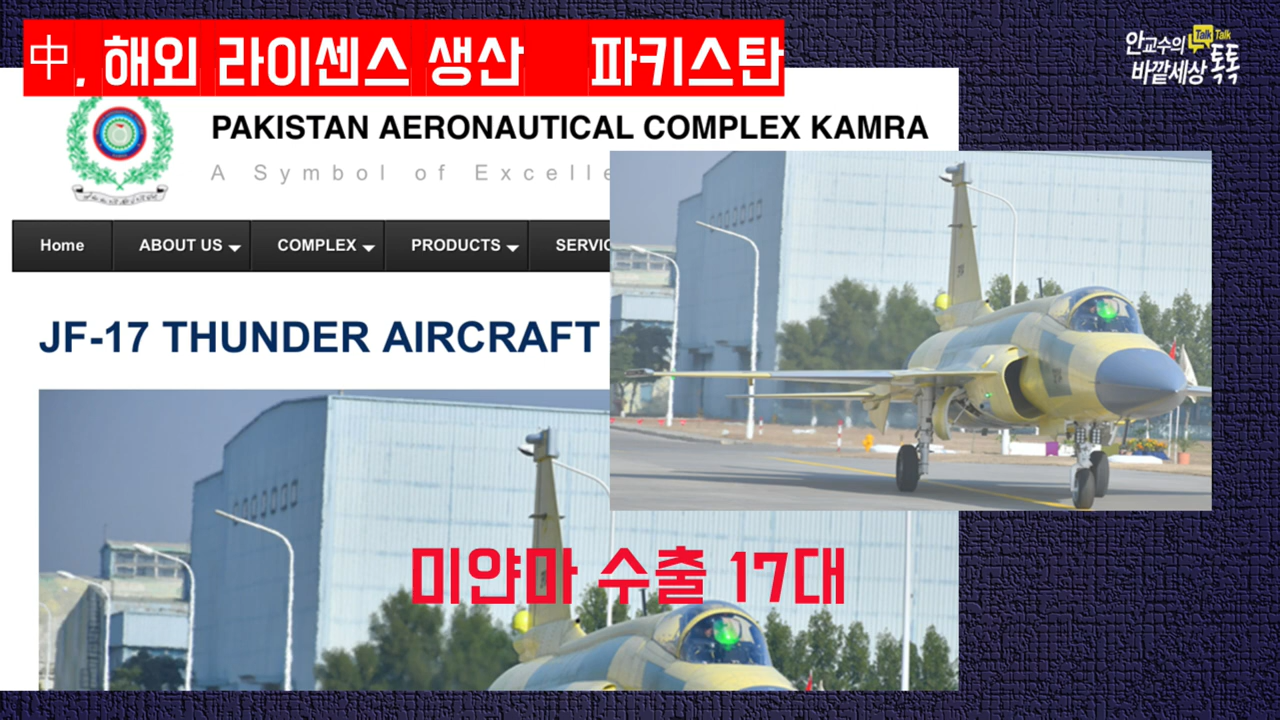 中, 해외 라이센스 생산 파키스탄
안교수의 Talk Talk
바깥세상 톡톡
PAKISTAN AERONAUTICAL COMPLEX KAMRA
A Symbol of Excelle
Home ABOUT US COMPLEX PRODUCTS SERVIC
JF-17 THUNDER AIRCRAFT
미얀마 수출 17대